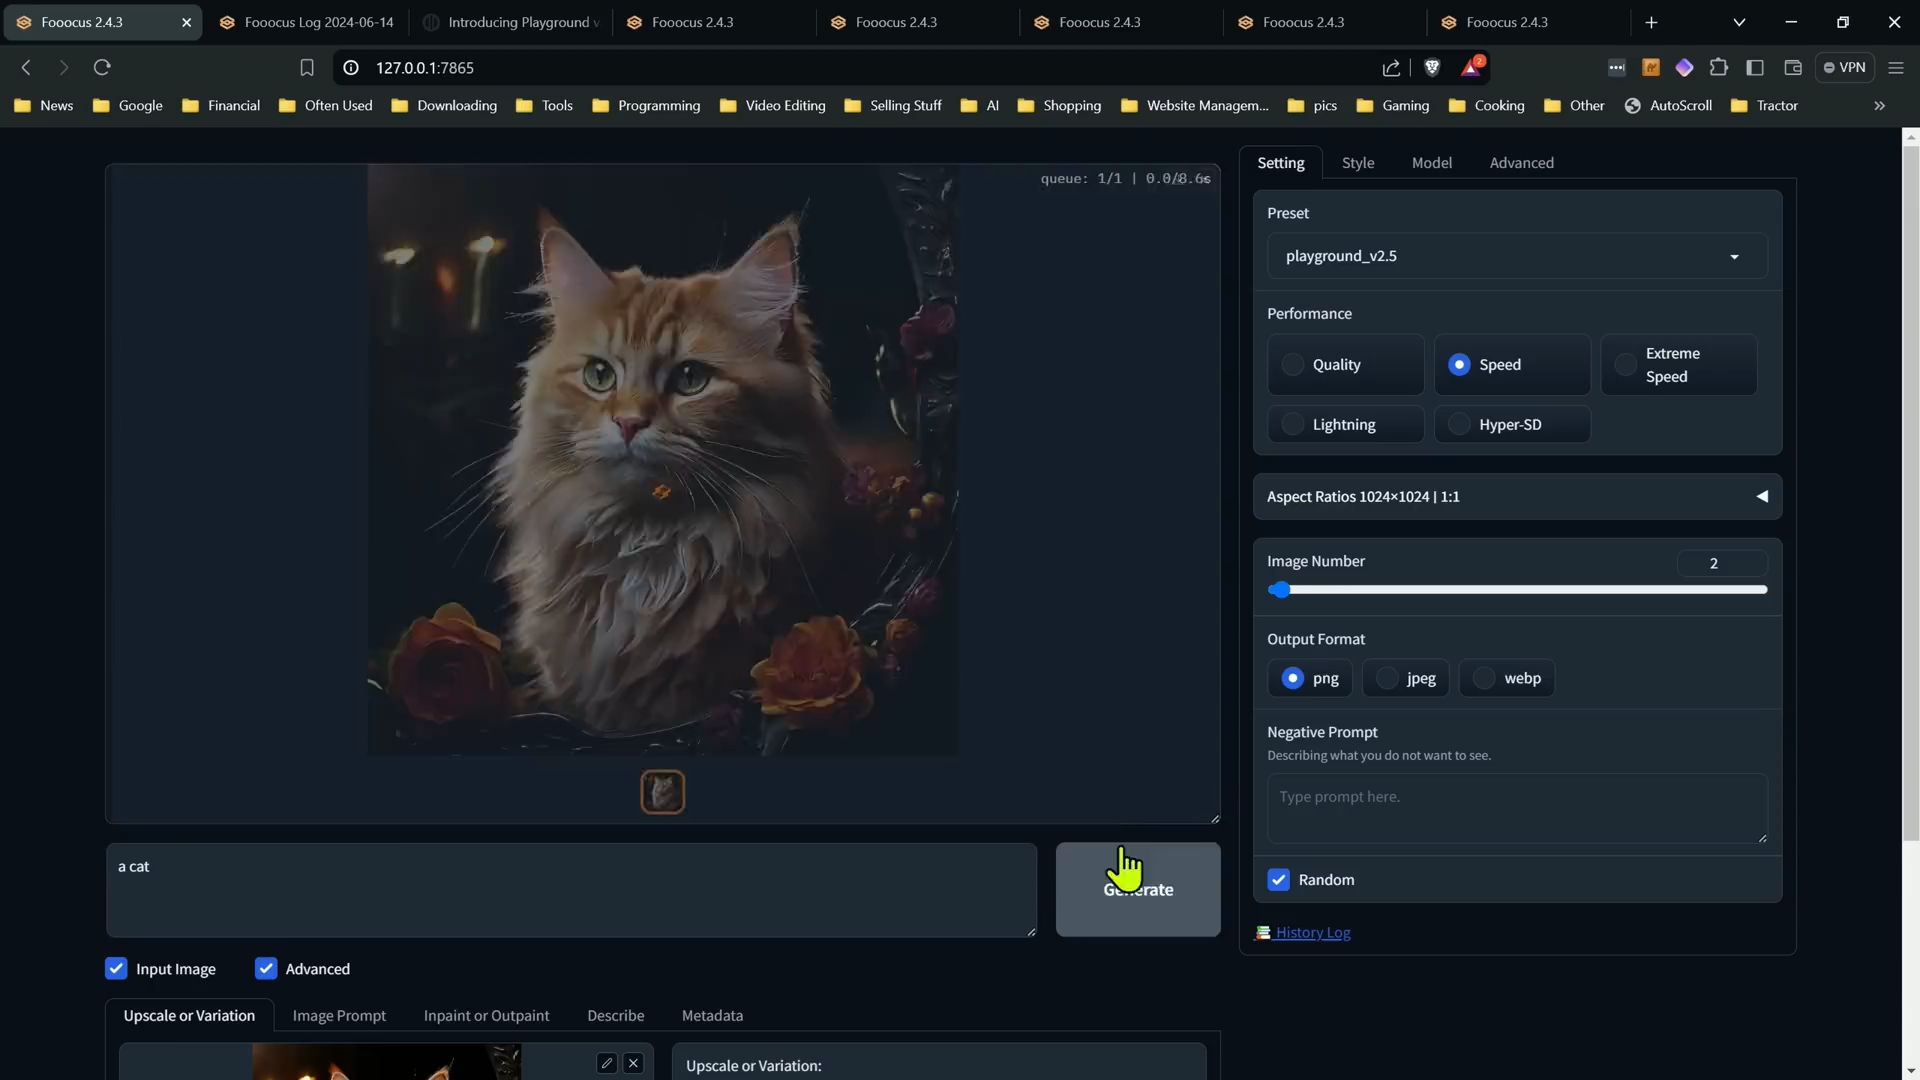 Fooocus 2.4.3
Fooocus Log 2024-06-14
Introducing Playground v
Fooocus 2.4.3
Fooocus 2.4.3
Fooocus 2.4.3
Fooocus 2.4.3
Fooocus 2.4.3
127.0.0.1:7865
2
VPN
News
Google
Financial
Often Used
Downloading
Tools
Programming
Video Editing
Selling Stuff
AI
Shopping
Website Managem...
pics
Gaming
Cooking
Other
AutoScroll
Tractor
queue: 1/1 | 0.0/8.6s
Setting
Style
Model
Advanced
Preset
playground_v2.5
Performance
Quality
Speed
Extreme
Speed
Lightning
Hyper-SD
Aspect Ratios 1024×1024 | 1:1
Image Number
2
Output Format
png
jpeg
webp
Negative Prompt
Describing what you do not want to see.
Type prompt here.
Random
History Log
a cat
Generate
Input Image
Advanced
Upscale or Variation
Image Prompt
Inpaint or Outpaint
Describe
Metadata
Upscale or Variation: